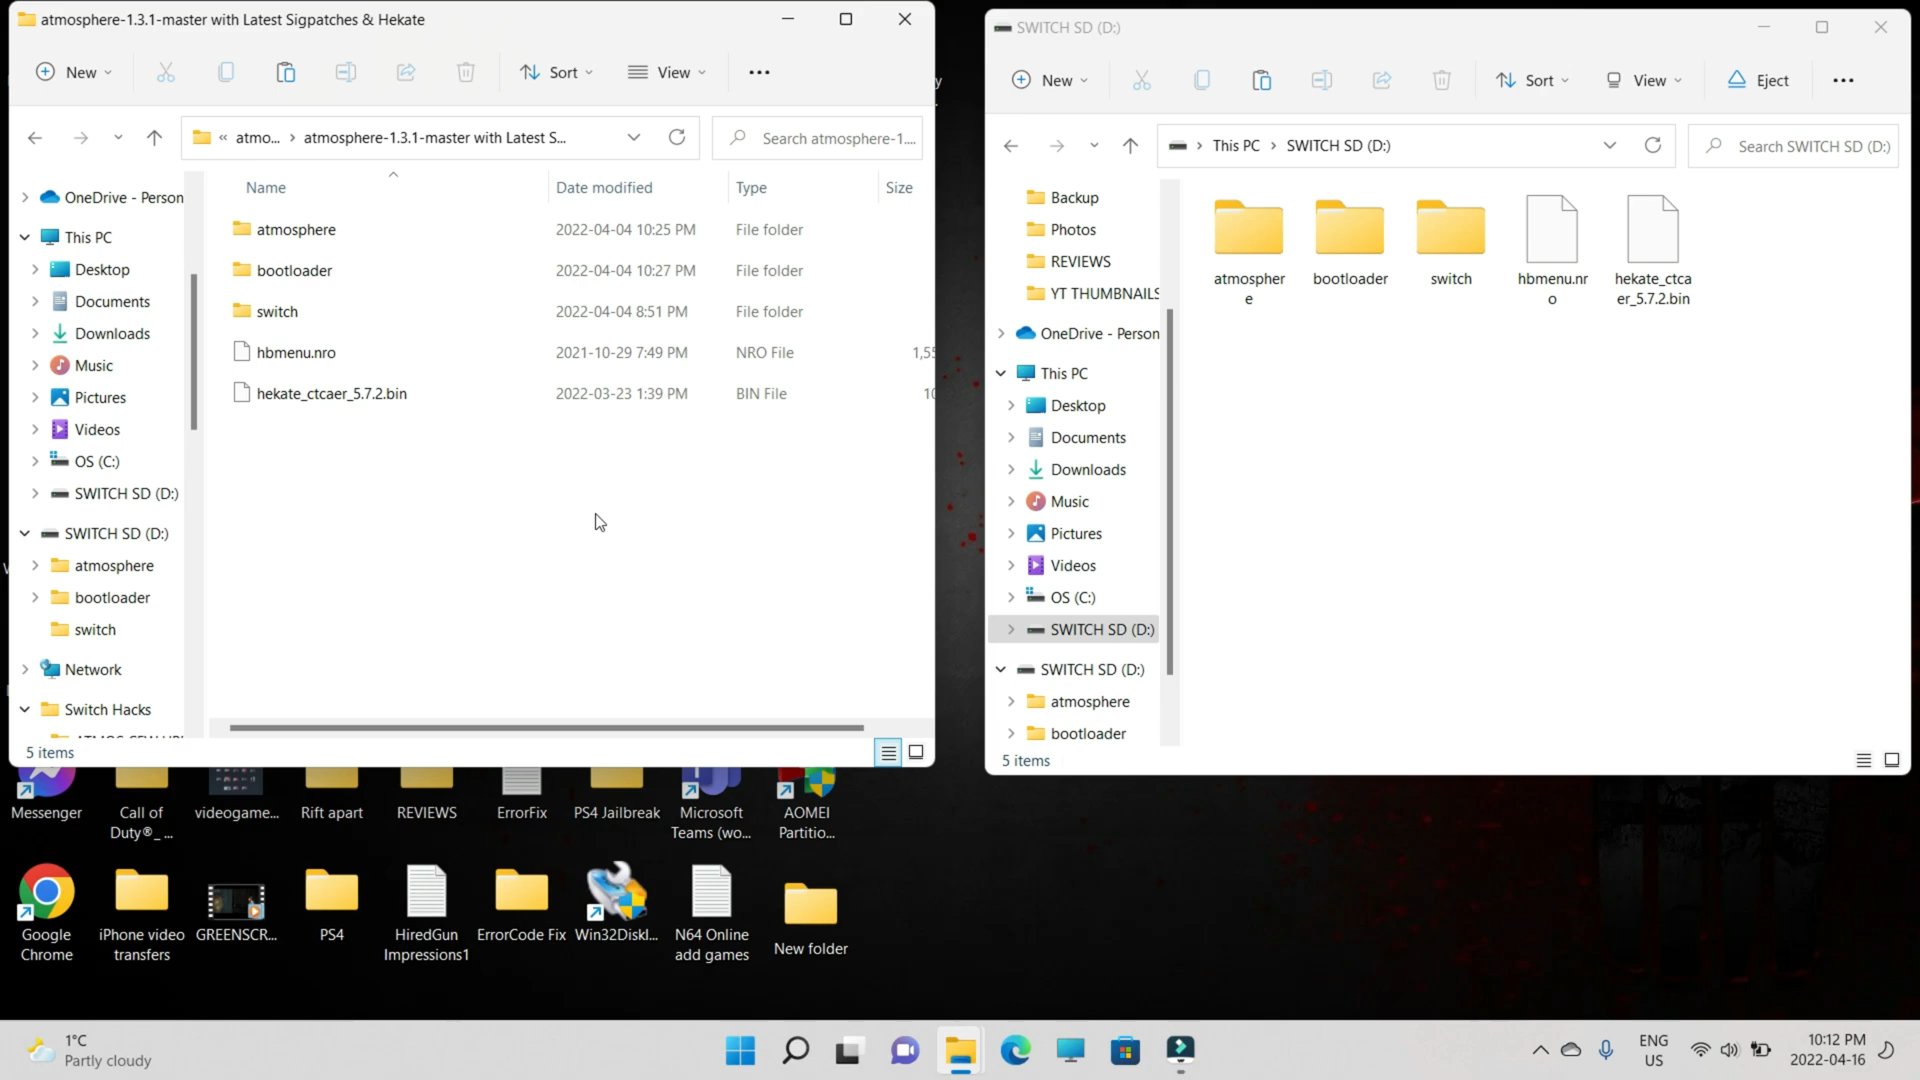 atmosphere-1.3.1-master with Latest Sigpatches & Hekate
New
Sort
View
« atmo... › atmosphere-1.3.1-master with Latest S...
Search atmosphere-1....
Name
Date modified
Type
Size
OneDrive - Person
This PC
Desktop
Documents
Downloads
Music
Pictures
Videos
OS (C:)
SWITCH SD (D:)
SWITCH SD (D:)
atmosphere
bootloader
switch
Network
Switch Hacks
atmosphere 2022-04-04 10:25 PM File folder
bootloader 2022-04-04 10:27 PM File folder
switch 2022-04-04 8:51 PM File folder
hbmenu.nro 2021-10-29 7:49 PM NRO File 1,55
hekate_ctcaer_5.7.2.bin 2022-03-23 1:39 PM BIN File 10
5 items
SWITCH SD (D:)
New
Sort
View
Eject
This PC › SWITCH SD (D:)
Search SWITCH SD (D:)
Backup
Photos
REVIEWS
YT THUMBNAILS
OneDrive - Person
This PC
Desktop
Documents
Downloads
Music
Pictures
Videos
OS (C:)
SWITCH SD (D:)
SWITCH SD (D:)
atmosphere
bootloader
atmospher
e
bootloader
switch
hbmenu.nr
o
hekate_ctca
er_5.7.2.bin
5 items
Messenger
Call of
Duty®_ ...
videogame...
Rift apart
REVIEWS
ErrorFix
PS4 Jailbreak
Microsoft
Teams (wo...
AOMEI
Partitio...
Google
Chrome
iPhone video
transfers
GREENSCR...
PS4
HiredGun
Impressions1
ErrorCode Fix
Win32DiskI...
N64 Online
add games
New folder
1°C
Partly cloudy
ENG
US
10:12 PM
2022-04-16